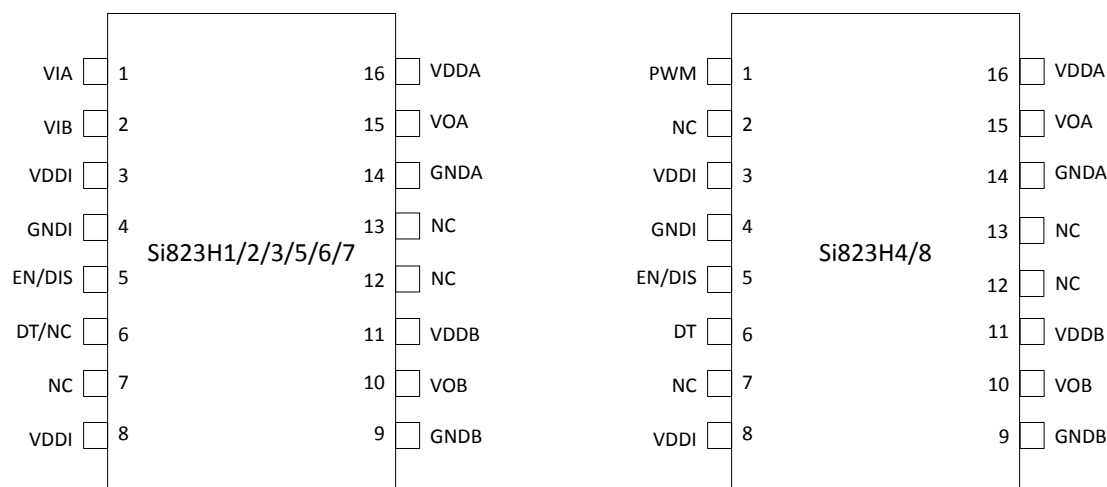 VIA 1 16 VDDA
VIB 2 15 VOA
VDDI 3 14 GNDA
GNDI 4 13 NC
Si823H1/2/3/5/6/7
EN/DIS 5 12 NC
DT/NC 6 11 VDDB
NC 7 10 VOB
VDDI 8 9 GNDB
PWM 1 16 VDDA
NC 2 15 VOA
VDDI 3 14 GNDA
GNDI 4 13 NC
Si823H4/8
EN/DIS 5 12 NC
DT 6 11 VDDB
NC 7 10 VOB
VDDI 8 9 GNDB